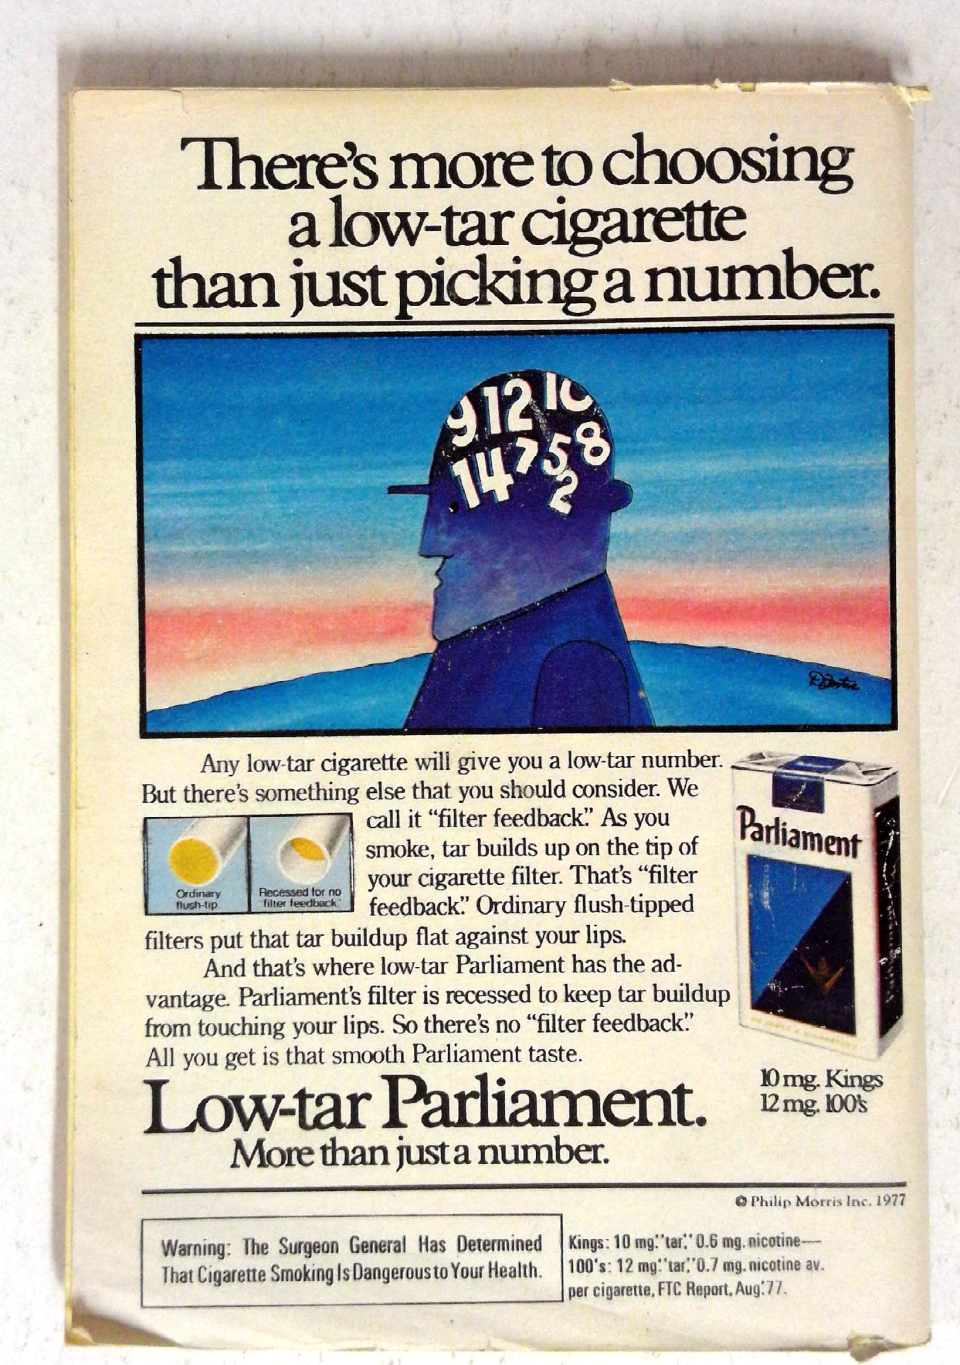 There's more to choosing
a low-tar cigarette
than just picking a number.
9 12 10
14 7 5 8
2
Any low-tar cigarette will give you a low-tar number.
But there's something else that you should consider. We
call it "filter feedback." As you
smoke, tar builds up on the tip of
your cigarette filter. That's "filter
feedback." Ordinary flush-tipped
Ordinary
flush-tip
Recessed for no
"filter feedback."
filters put that tar buildup flat against your lips.
And that's where low-tar Parliament has the ad-
vantage. Parliament's filter is recessed to keep tar buildup
from touching your lips. So there's no "filter feedback."
All you get is that smooth Parliament taste.
Parliament
10 mg. Kings
12 mg. 100's
Low-tar Parliament.
More than just a number.
© Philip Morris Inc. 1977
Warning: The Surgeon General Has Determined
That Cigarette Smoking Is Dangerous to Your Health.
Kings: 10 mg."tar," 0.6 mg. nicotine—
100's: 12 mg."tar," 0.7 mg. nicotine av.
per cigarette, FTC Report, Aug.'77.